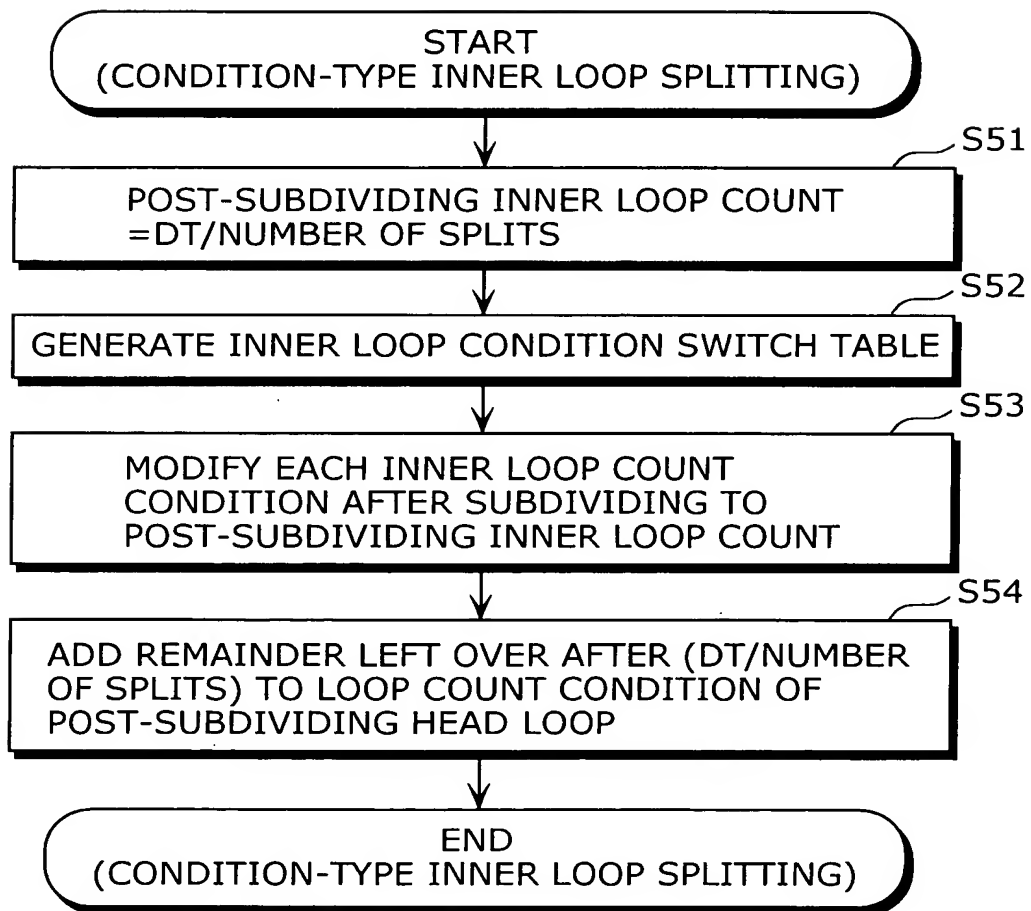 START
(CONDITION-TYPE INNER LOOP SPLITTING)
S51
POST-SUBDIVIDING INNER LOOP COUNT
=DT/NUMBER OF SPLITS
S52
GENERATE INNER LOOP CONDITION SWITCH TABLE
S53
MODIFY EACH INNER LOOP COUNT
CONDITION AFTER SUBDIVIDING TO
POST-SUBDIVIDING INNER LOOP COUNT
S54
ADD REMAINDER LEFT OVER AFTER (DT/NUMBER
OF SPLITS) TO LOOP COUNT CONDITION OF
POST-SUBDIVIDING HEAD LOOP
END
(CONDITION-TYPE INNER LOOP SPLITTING)